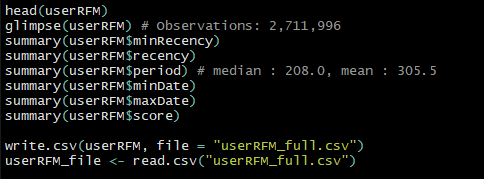 head(userRFM)
glimpse(userRFM) # Observations: 2,711,996
summary(userRFM$minRecency)
summary(userRFM$recency)
summary(userRFM$period) # median : 208.0, mean : 305.5
summary(userRFM$minDate)
summary(userRFM$maxDate)
summary(userRFM$score)
write.csv(userRFM, file = "userRFM_full.csv")
userRFM_file <- read.csv("userRFM_full.csv")